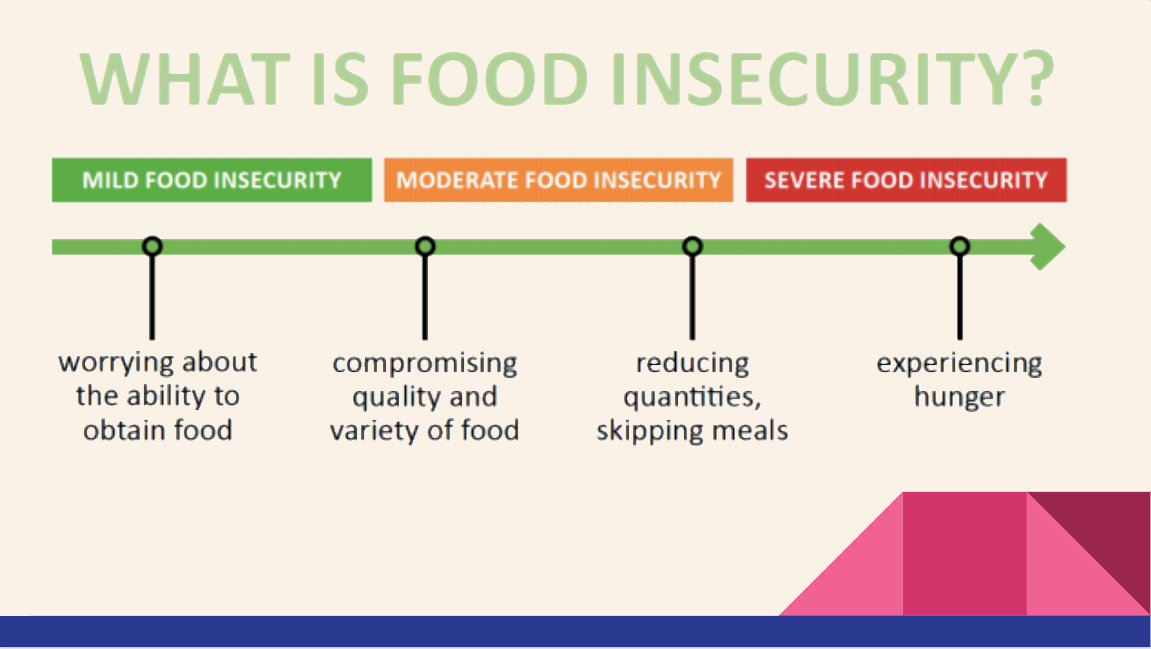 WHAT IS FOOD INSECURITY?
MILD FOOD INSECURITY
MODERATE FOOD INSECURITY
SEVERE FOOD INSECURITY
worrying about
the ability to
obtain food
compromising
quality and
variety of food
reducing
quantities,
skipping meals
experiencing
hunger